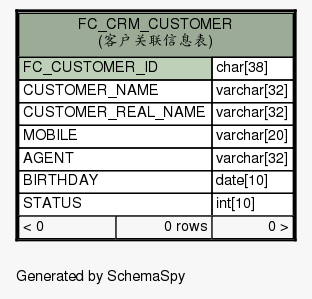 FC_CRM_CUSTOMER
(客户关联信息表)
FC_CUSTOMER_ID char[38]
CUSTOMER_NAME varchar[32]
CUSTOMER_REAL_NAME varchar[32]
MOBILE varchar[20]
AGENT varchar[32]
BIRTHDAY date[10]
STATUS int[10]
< 0 0 rows 0 >
Generated by SchemaSpy